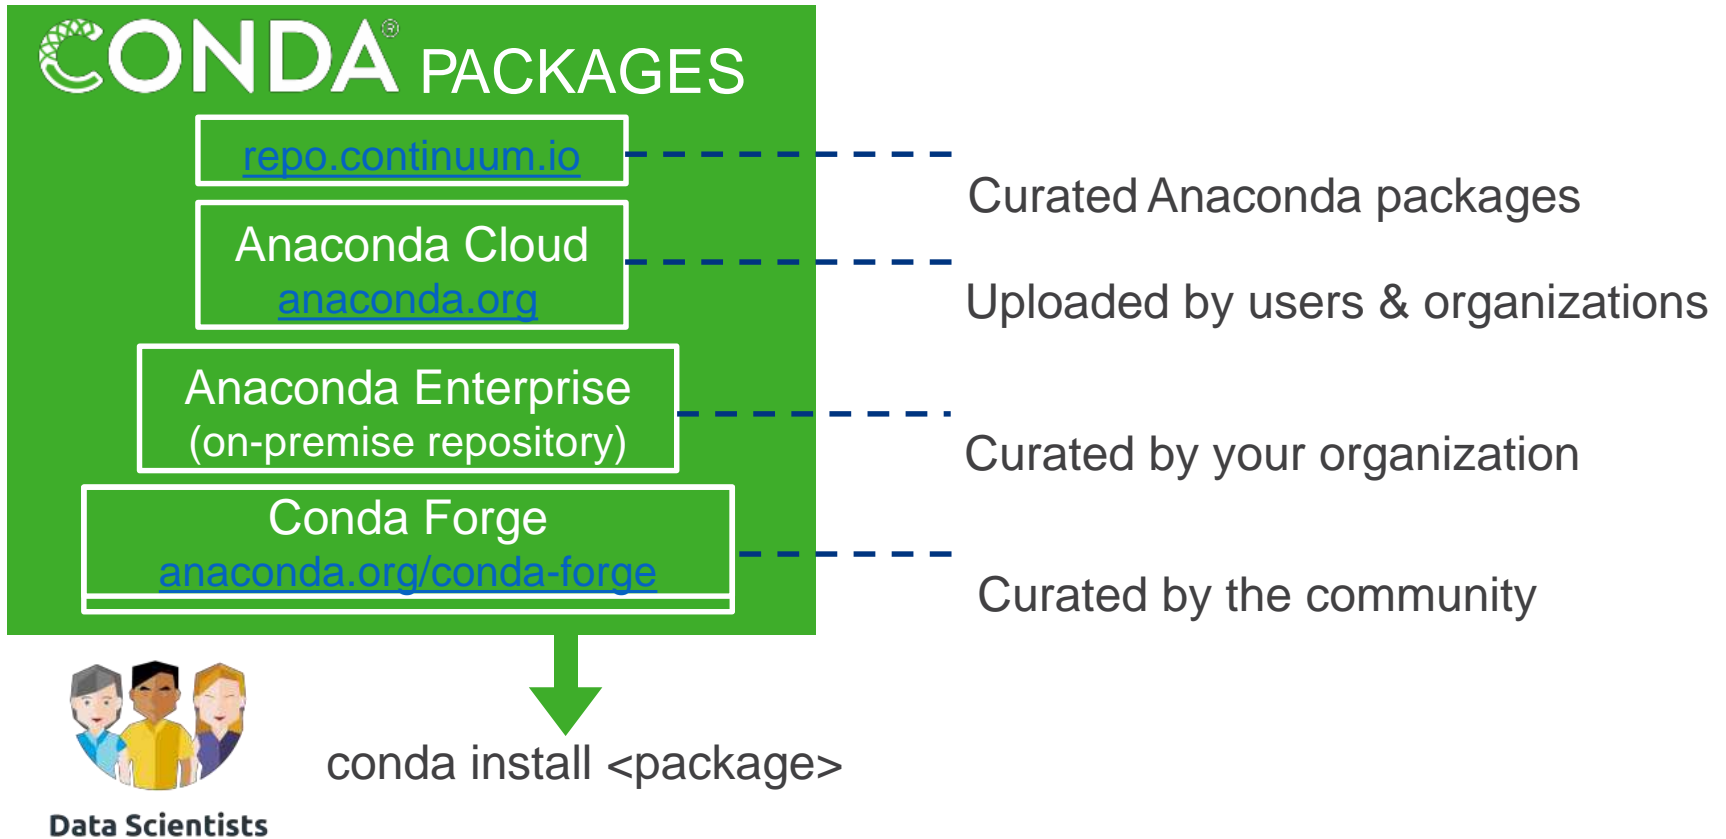 CONDA® PACKAGES
repo.continuum.io
Curated Anaconda packages
Anaconda Cloud
anaconda.org
Uploaded by users & organizations
Anaconda Enterprise
(on-premise repository)
Curated by your organization
Conda Forge
anaconda.org/conda-forge
Curated by the community
conda install <package>
Data Scientists